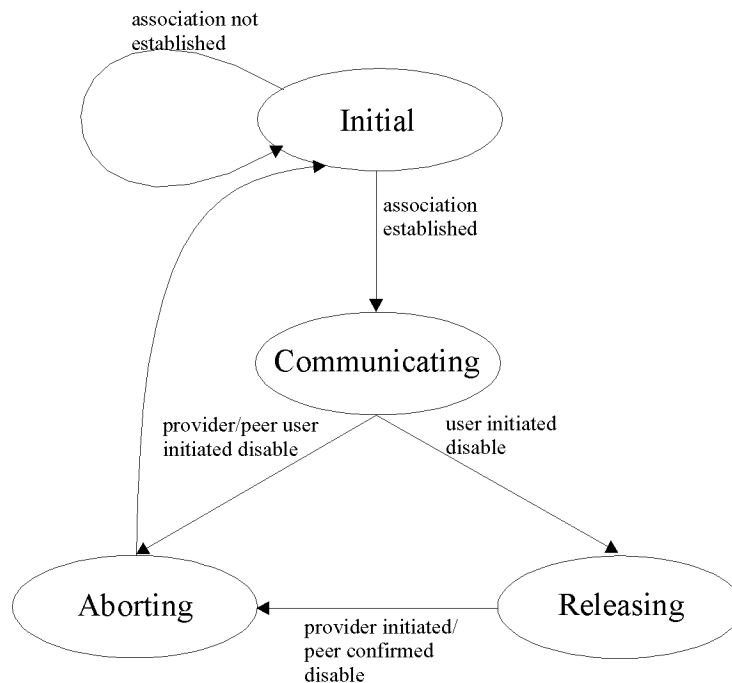 association not
established
Initial
association
established
Communicating
provider/peer user
initiated disable
user initiated
disable
Aborting
Releasing
provider initiated/
peer confirmed
disable